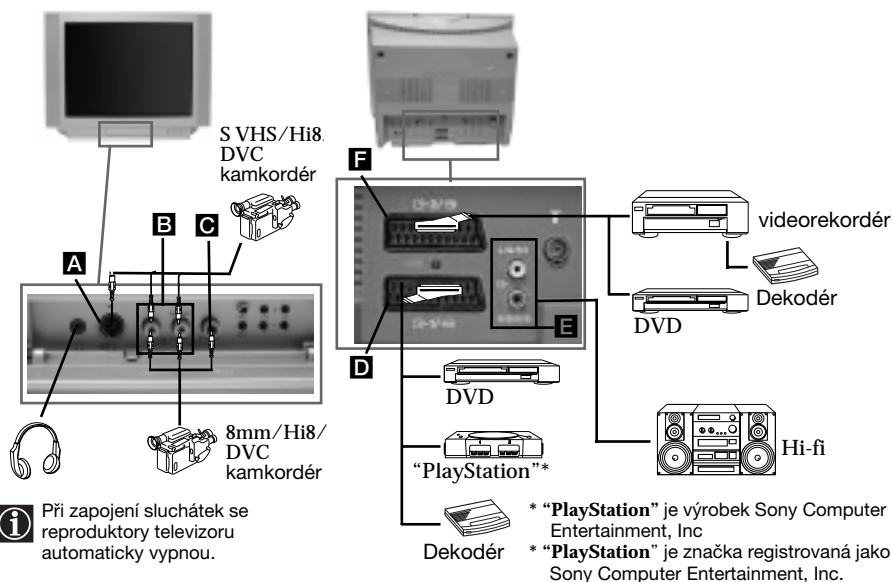 S VHS/Hi8/
DVC
kamkordér
A
B
C
F
D
E
videorekordér
Dekodér
DVD
DVD
"PlayStation"*
Dekodér
Hi-fi
8mm/Hi8/
DVC
kamkordér
Při zapojení sluchátek se
reproduktory televizoru
automaticky vypnou.
* "PlayStation" je výrobek Sony Computer
Entertainment, Inc
* "PlayStation" je značka registrovaná jako
Sony Computer Entertainment, Inc.